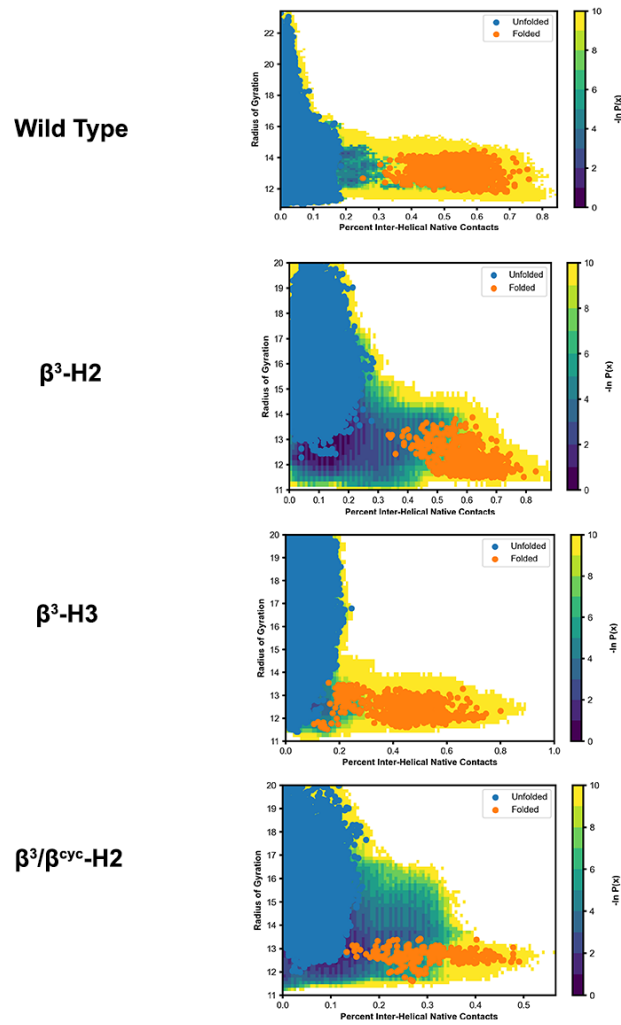 Wild Type
Radius of Gyration
22
20
18
16
14
12
0.0 0.1 0.2 0.3 0.4 0.5 0.6 0.7 0.8
Percent Inter-Helical Native Contacts
Unfolded
Folded
10
8
6
4
2
0
-ln P(x)
β³-H2
Radius of Gyration
20
19
18
17
16
15
14
13
12
11
0.0 0.1 0.2 0.3 0.4 0.5 0.6 0.7 0.8
Percent Inter-Helical Native Contacts
Unfolded
Folded
10
8
6
4
2
0
-ln P(x)
β³-H3
Radius of Gyration
20
19
18
17
16
15
14
13
12
11
0.0 0.2 0.4 0.6 0.8 1.0
Percent Inter-Helical Native Contacts
Unfolded
Folded
10
8
6
4
2
0
-ln P(x)
β³/βᶜʸᶜ-H2
Radius of Gyration
20
19
18
17
16
15
14
13
12
11
0.0 0.1 0.2 0.3 0.4 0.5
Percent Inter-Helical Native Contacts
Unfolded
Folded
10
8
6
4
2
0
-ln P(x)